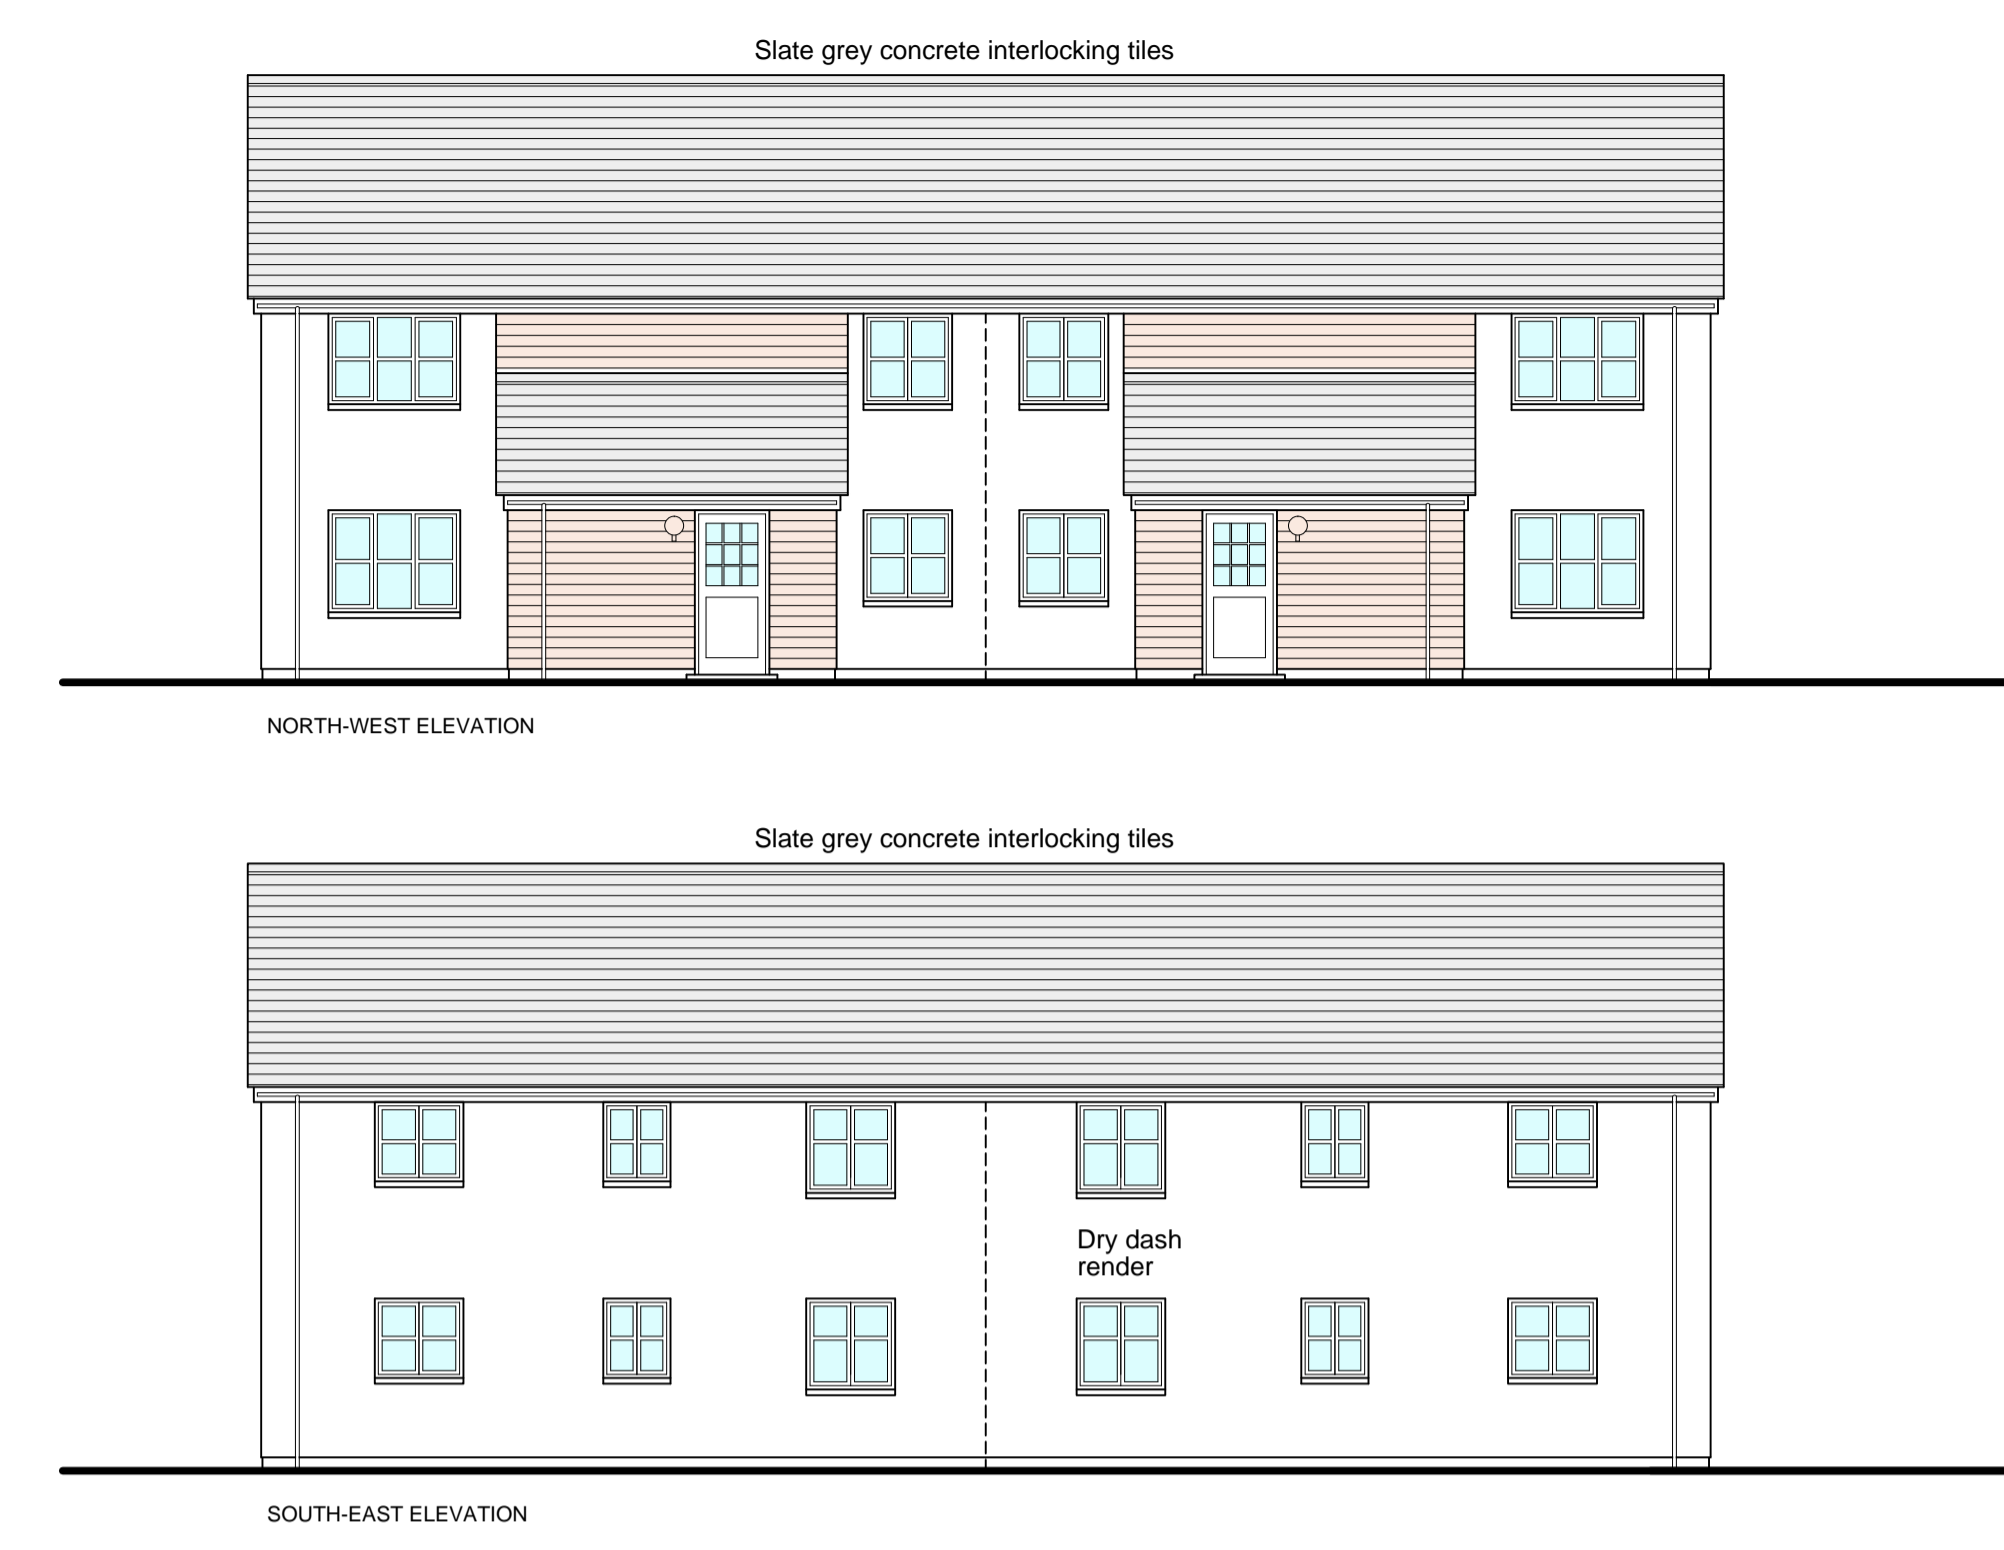 Slate grey concrete interlocking tiles
NORTH-WEST ELEVATION
Slate grey concrete interlocking tiles
Dry dash
render
SOUTH-EAST ELEVATION